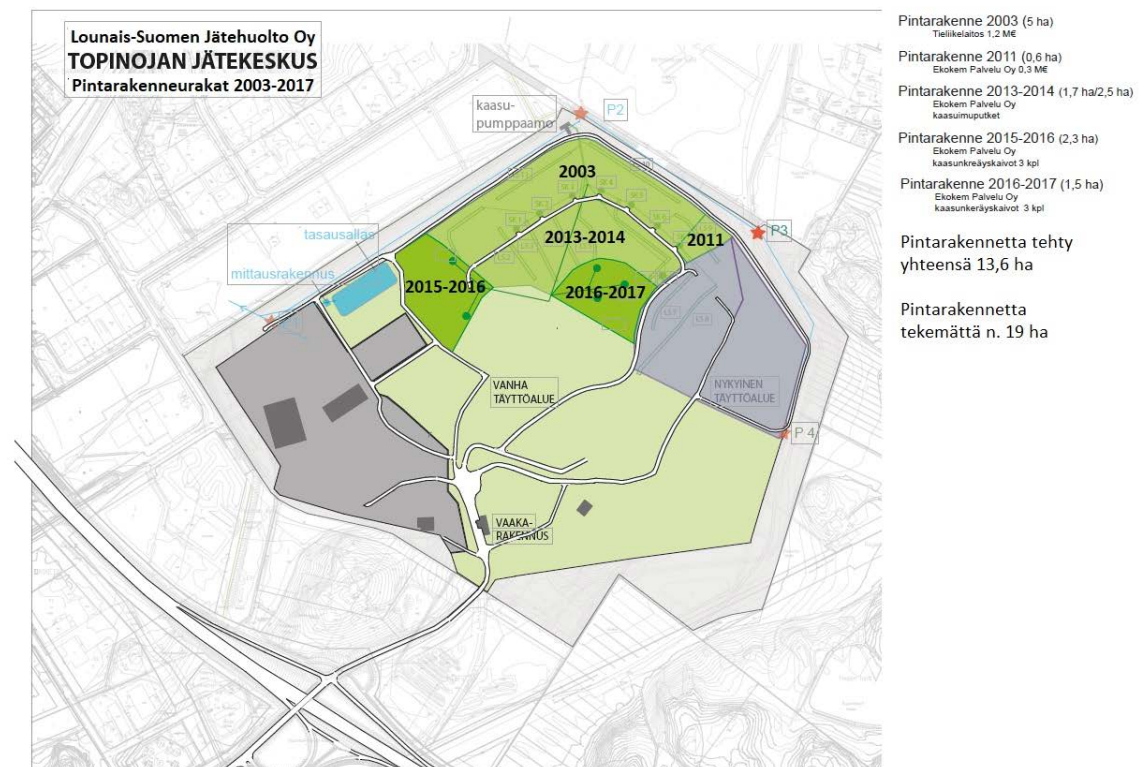 Lounais-Suomen Jätehuolto Oy
TOPINOJAN JÄTEKESKUS
Pintarakenneurakat 2003-2017
kaasu-
pumppaamo
P2
2003
SK 4
2013-2014
2011
P3
tasausallas
mittausrakennus
2015-2016
2016-2017
VANHA
TÄYTTÖALUE
NYKYINEN
TÄYTTÖALUE
P 4
VAAKA-
RAKENNUS
Pintarakenne 2003 (5 ha)
Tieliikelaitos 1,2 M€
Pintarakenne 2011 (0,6 ha)
Ekokem Palvelu Oy 0,3 M€
Pintarakenne 2013-2014 (1,7 ha/2,5 ha)
Ekokem Palvelu Oy
kaasuimuputket
Pintarakenne 2015-2016 (2,3 ha)
Ekokem Palvelu Oy
kaasunkreäyskaivot 3 kpl
Pintarakenne 2016-2017 (1,5 ha)
Ekokem Palvelu Oy
kaasunkeräyskaivot 3 kpl
Pintarakennetta tehty
yhteensä 13,6 ha
Pintarakennetta
tekemättä n. 19 ha